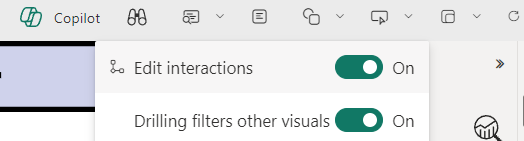 Copilot
Edit interactions On
Drilling filters other visuals On